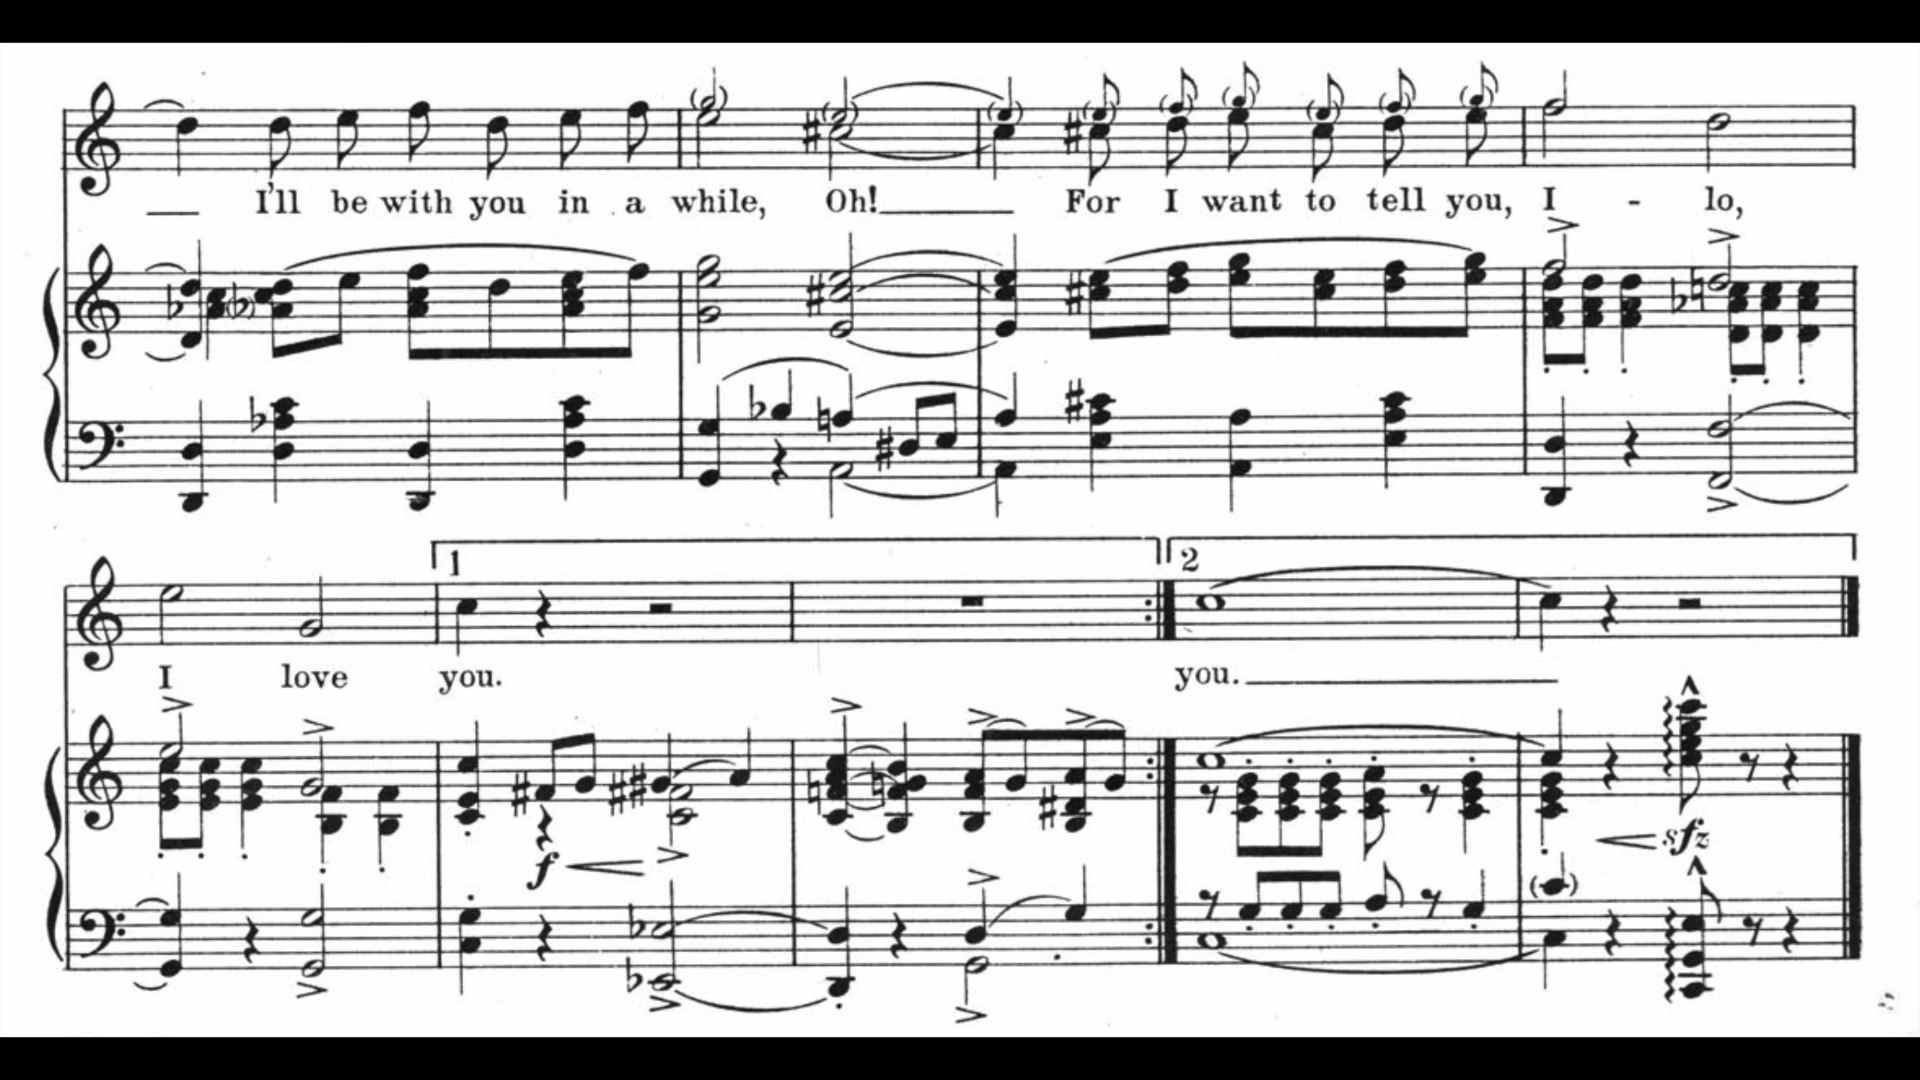 I'll be with you in a while, Oh! For I want to tell you, I - lo,
1 2
I love you. you.
f sfz